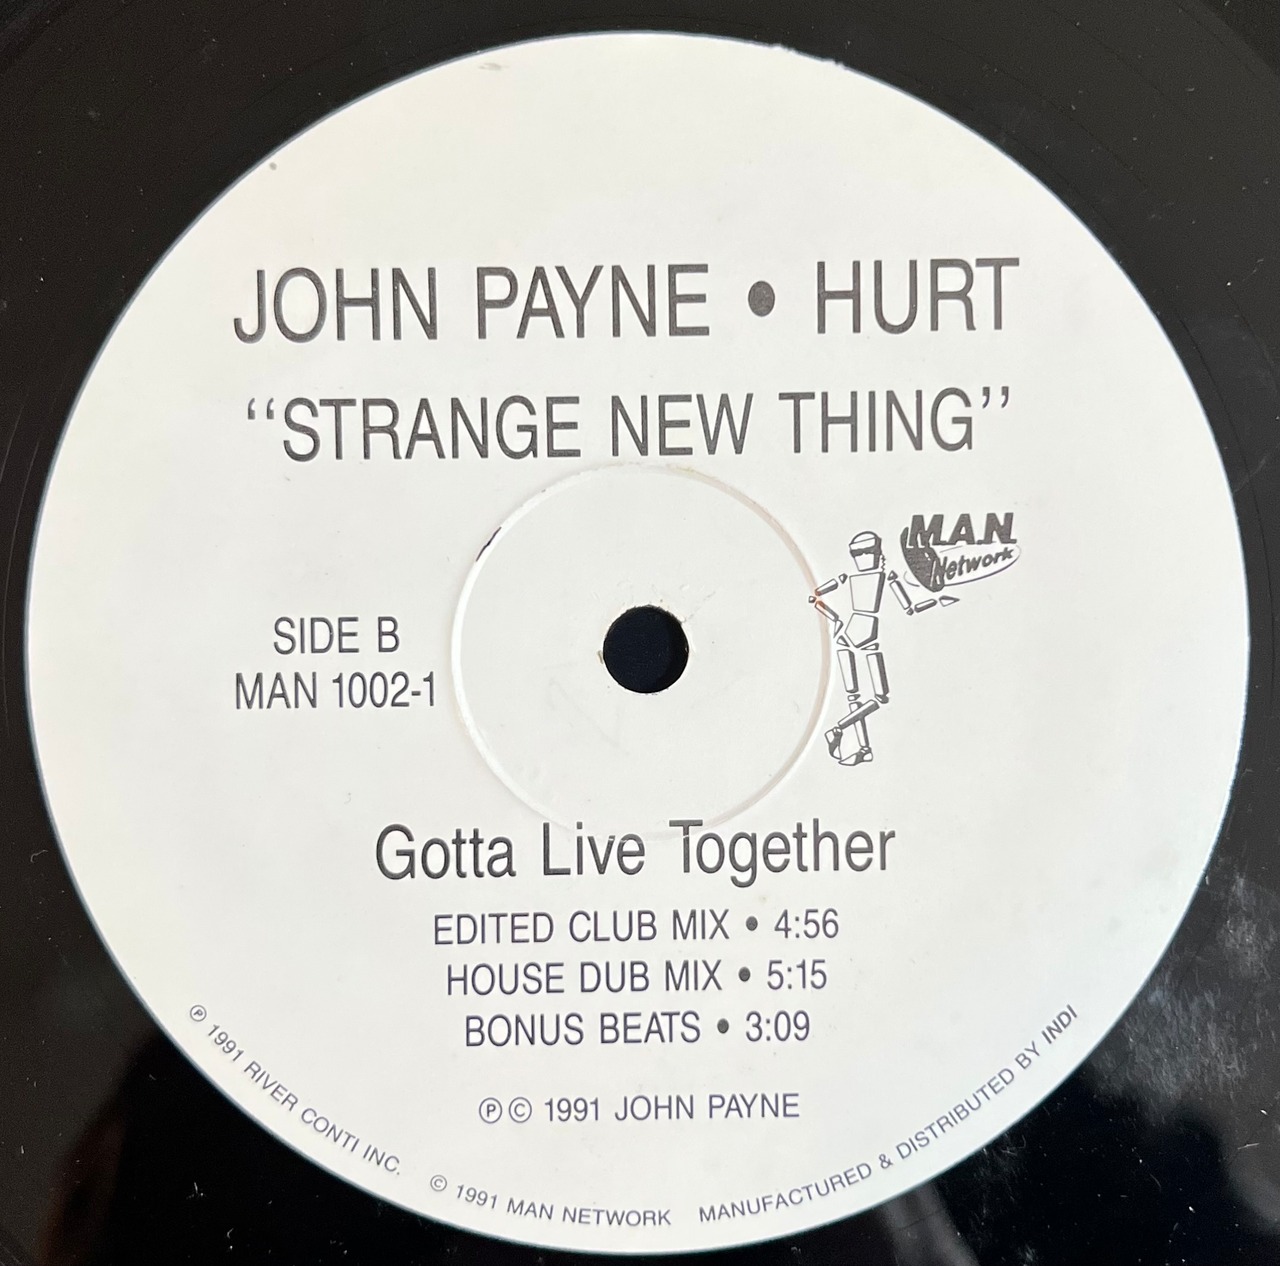 JOHN PAYNE • HURT
‘‘STRANGE NEW THING’’
M.A.N.
Network
SIDE B
MAN 1002-1
Gotta Live Together
EDITED CLUB MIX • 4:56
HOUSE DUB MIX • 5:15
BONUS BEATS • 3:09
℗© 1991 JOHN PAYNE
℗ 1991 RIVER CONTI INC. © 1991 MAN NETWORK MANUFACTURED & DISTRIBUTED BY INDI